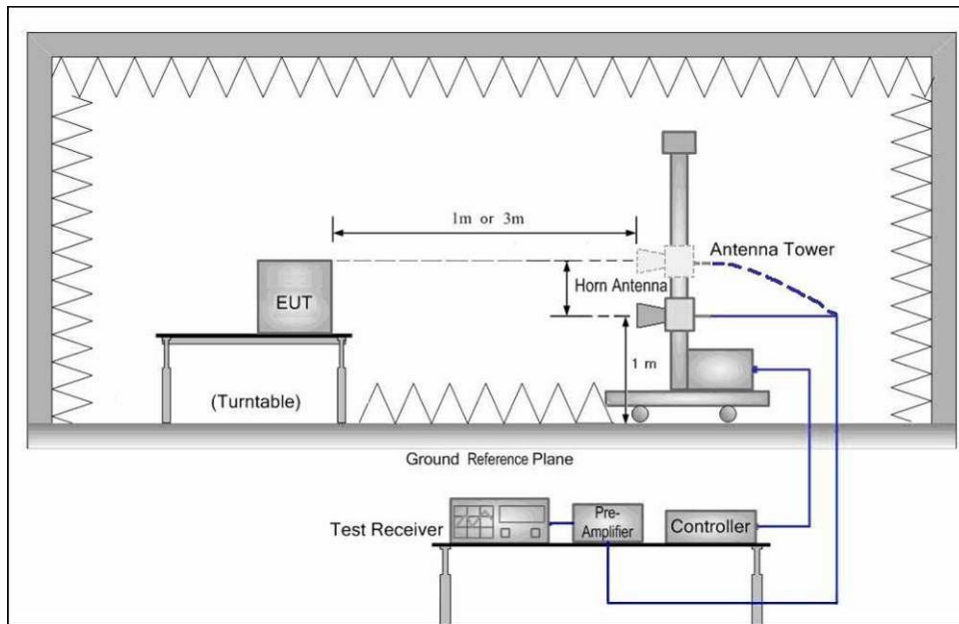 1m or 3m
Antenna Tower
Horn Antenna
EUT
1 m
(Turntable)
Ground Reference Plane
Test Receiver
Pre-
Amplifier
Controller